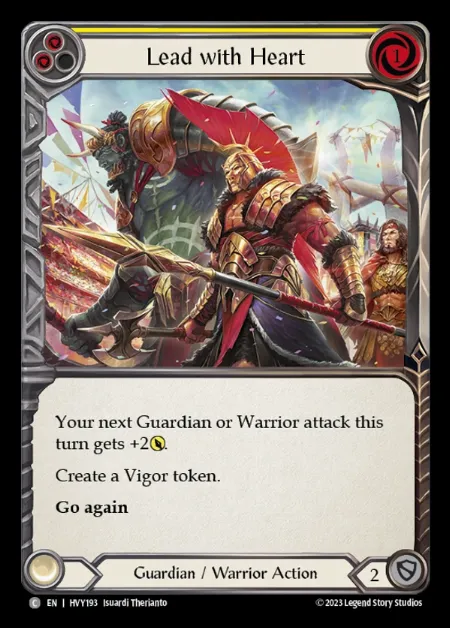 Lead with Heart
1
Your next Guardian or Warrior attack this
turn gets +2.
Create a Vigor token.
Go again
Guardian / Warrior Action
2
C EN | HVY193 Isuardi Therianto
© 2023 Legend Story Studios